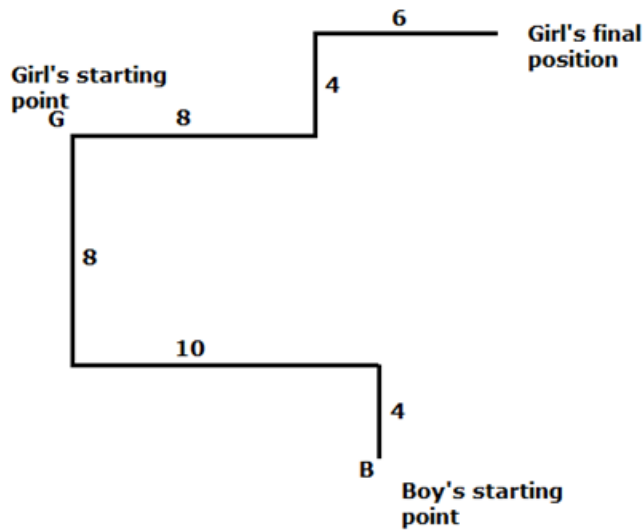 6
Girl's final
position
Girl's starting
point
4
G
8
8
10
4
B
Boy's starting
point